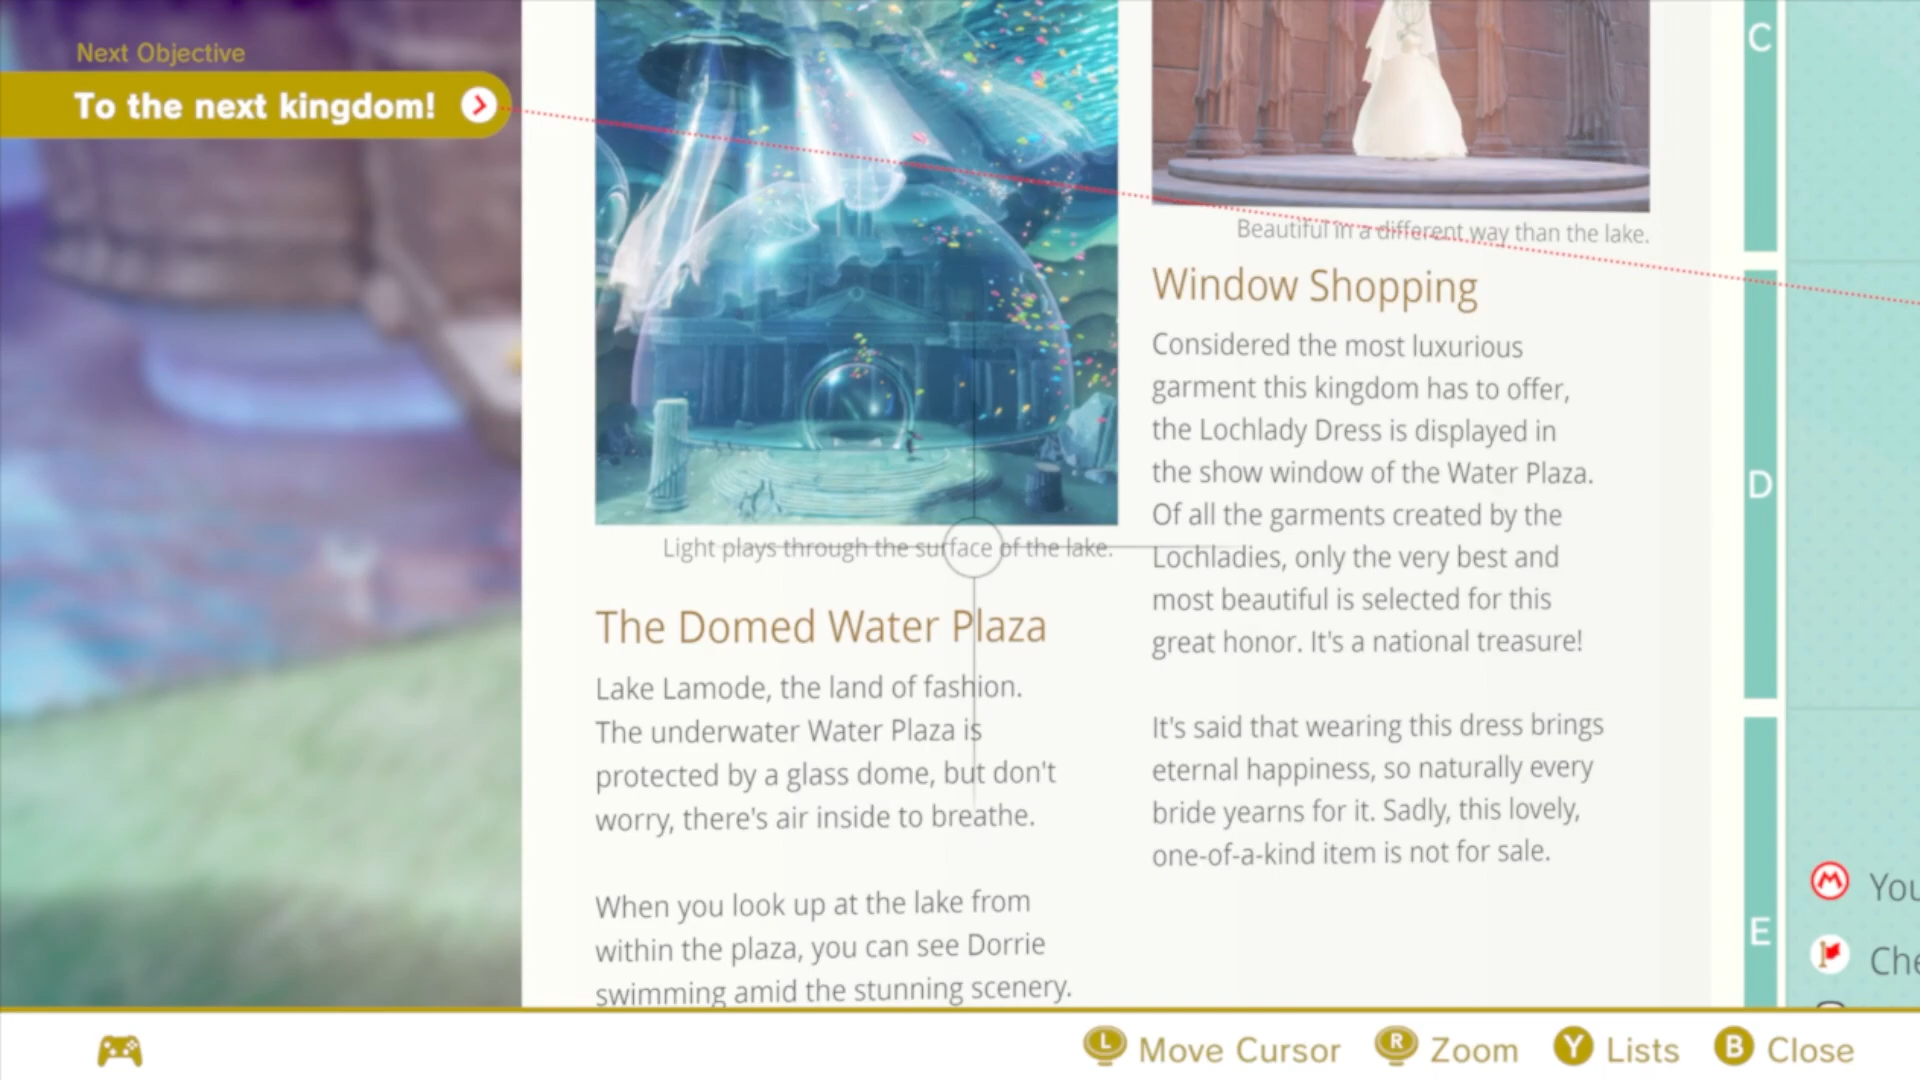 Next Objective
To the next kingdom!
Light plays through the surface of the lake.
The Domed Water Plaza
Lake Lamode, the land of fashion.
The underwater Water Plaza is
protected by a glass dome, but don't
worry, there's air inside to breathe.
When you look up at the lake from
within the plaza, you can see Dorrie
swimming amid the stunning scenery.
Beautiful in a different way than the lake.
Window Shopping
Considered the most luxurious
garment this kingdom has to offer,
the Lochlady Dress is displayed in
the show window of the Water Plaza.
Of all the garments created by the
Lochladies, only the very best and
most beautiful is selected for this
great honor. It's a national treasure!
It's said that wearing this dress brings
eternal happiness, so naturally every
bride yearns for it. Sadly, this lovely,
one-of-a-kind item is not for sale.
C
D
E
You
Che
L Move Cursor R Zoom Y Lists B Close